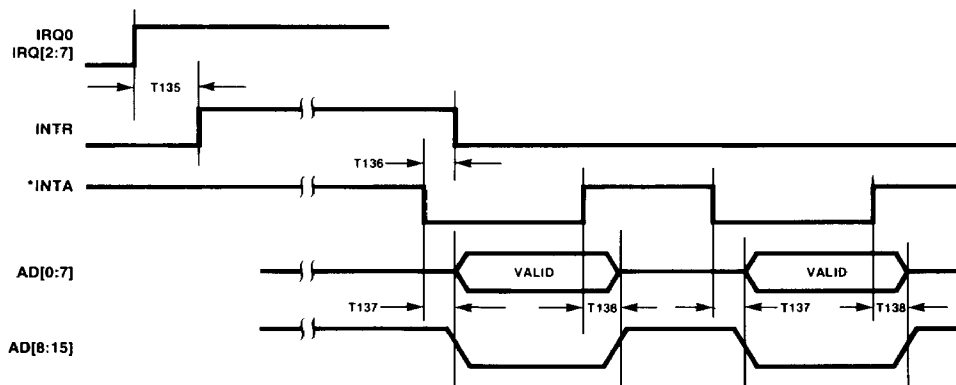 IRQ0
IRQ[2:7]
T135
INTR
T136
*INTA
AD[0:7]
VALID
VALID
T137
T136
T137
T138
AD[8:15]